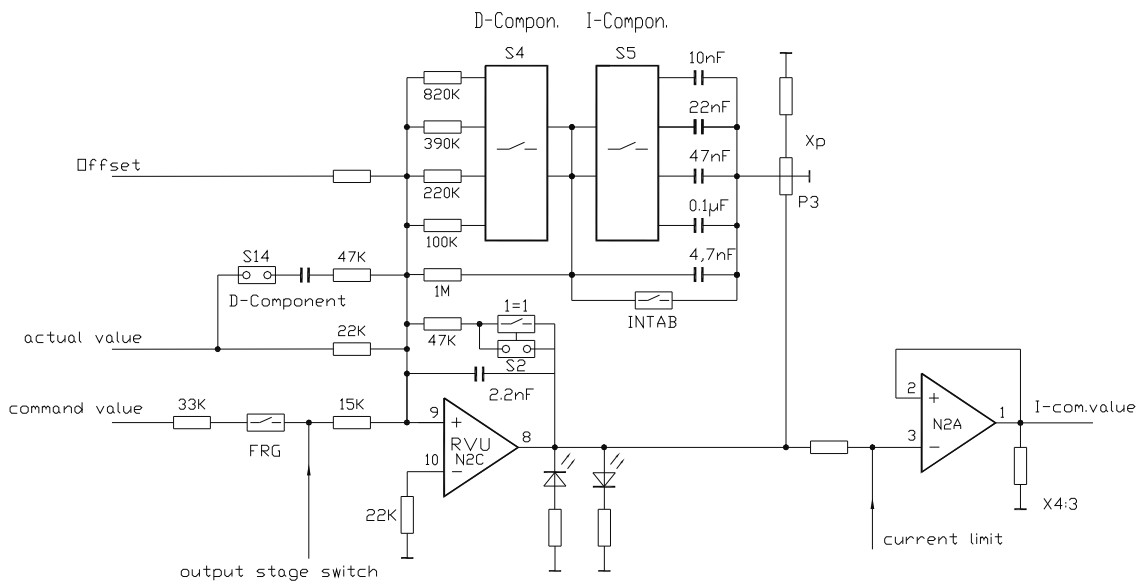 D-Compon. I-Compon.
S4 S5
820K
390K
220K
100K
1M
10nF
22nF
47nF
0.1µF
4,7nF
Xp
P3
Offset
S14
47K
D-Component
INTAB
1=1
47K
S2
2.2nF
actual value
22K
command value
33K
FRG
15K
9
+
RVU
N2C
8
10
−
22K
output stage switch
2
+
N2A
1
3
−
I-com.value
X4:3
current limit